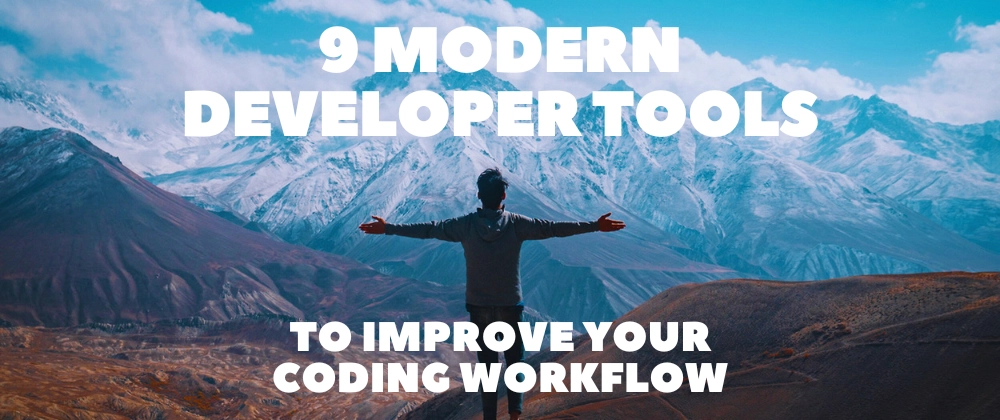 9 MODERN
DEVELOPER TOOLS
TO IMPROVE YOUR
CODING WORKFLOW